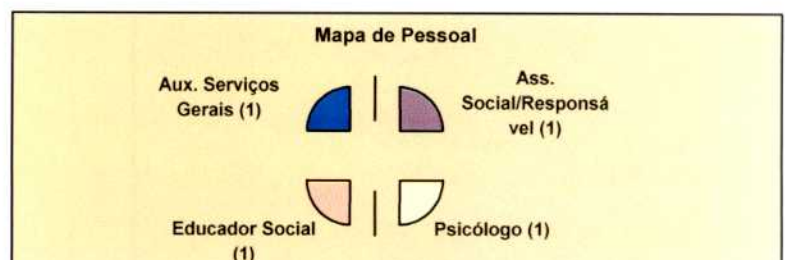 Mapa de Pessoal
Aux. Serviços
Gerais (1)
Ass.
Social/Responsá
vel (1)
Educador Social
(1)
Psicólogo (1)